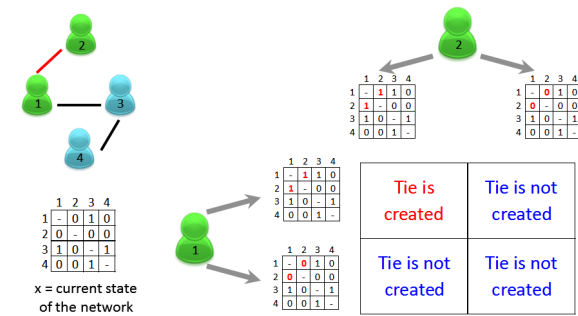 2
1
3
4
1 2 3 4
1 - 0 1 0
2 0 - 0 0
3 1 0 - 1
4 0 0 1 -
x = current state
of the network
2
1 2 3 4
1 - 1 1 0
2 1 - 0 0
3 1 0 - 1
4 0 0 1 -
1 2 3 4
1 - 0 1 0
2 0 - 0 0
3 1 0 - 1
4 0 0 1 -
1
1 2 3 4
1 - 1 1 0
2 1 - 0 0
3 1 0 - 1
4 0 0 1 -
1 2 3 4
1 - 0 1 0
2 0 - 0 0
3 1 0 - 1
4 0 0 1 -
Tie is
created
Tie is not
created
Tie is not
created
Tie is not
created